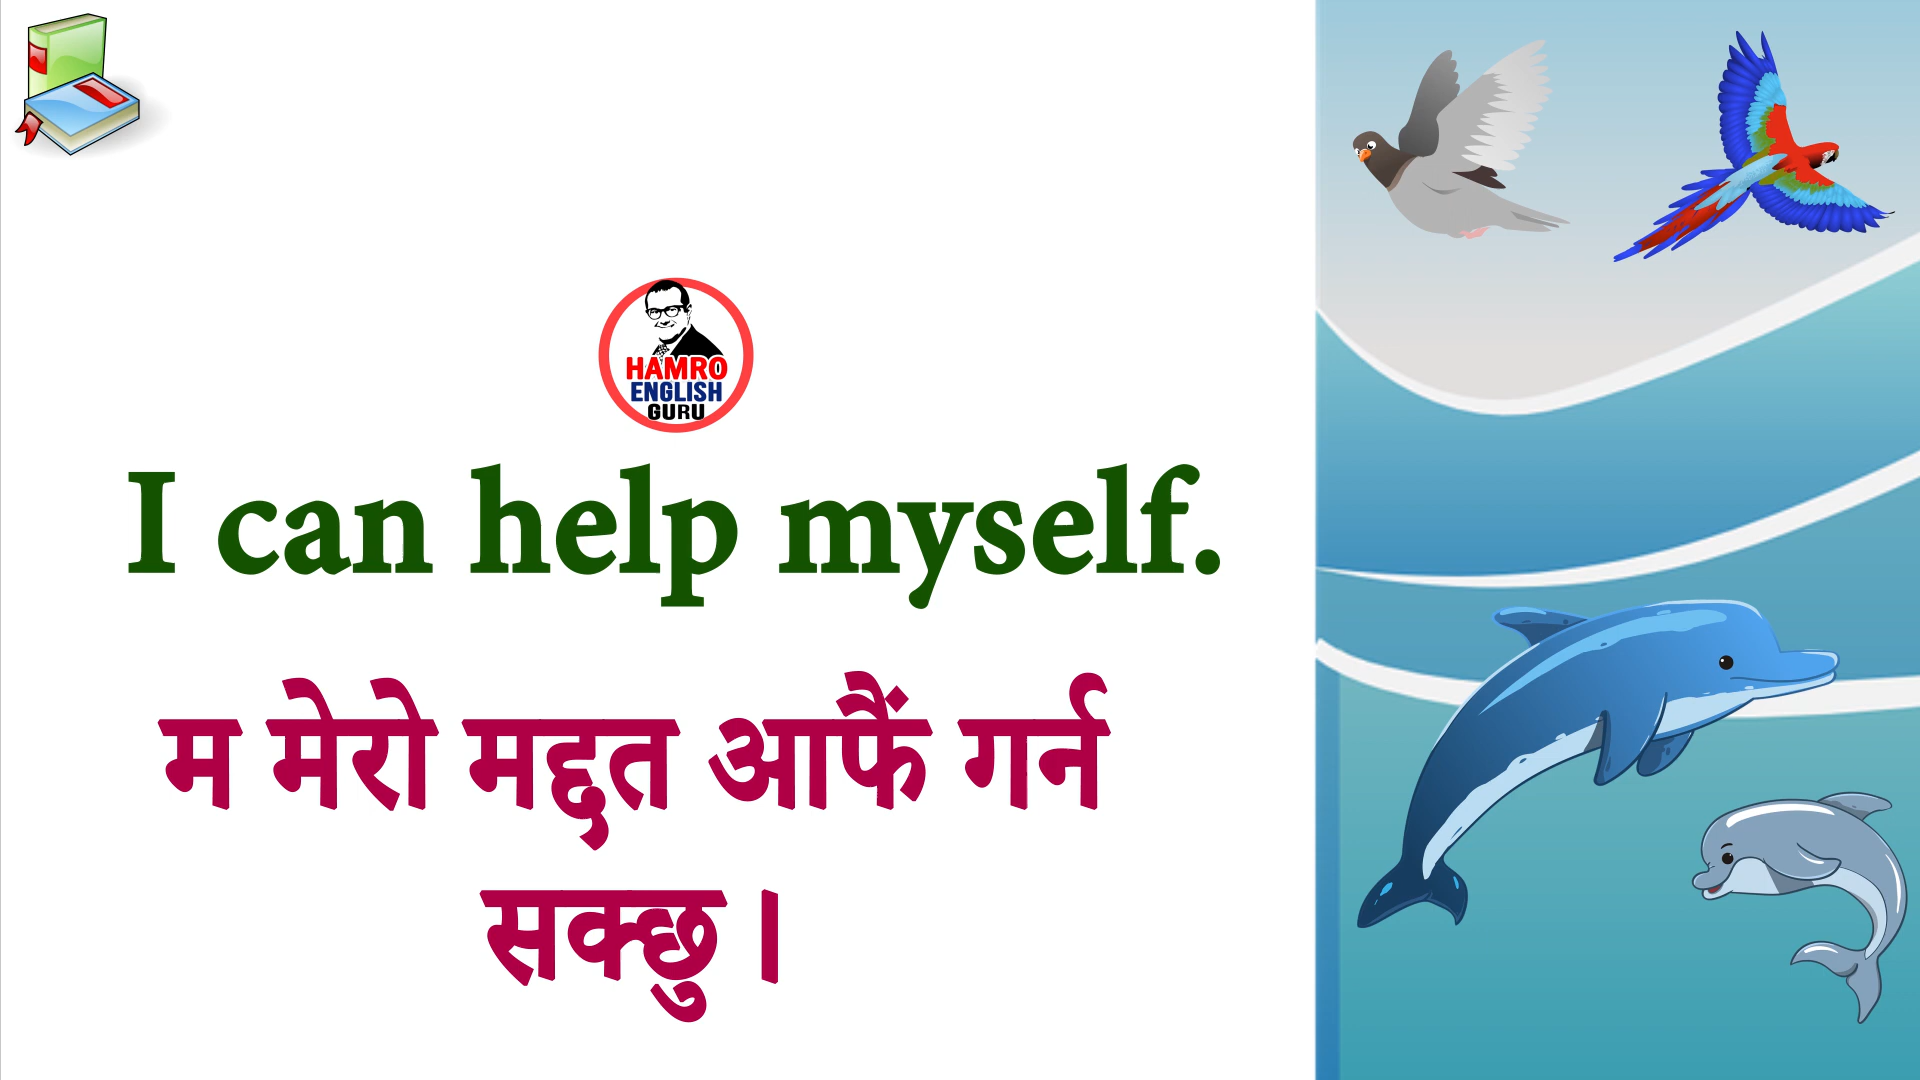 HAMRO
ENGLISH
GURU
I can help myself.
म मेरो मद्दत आफैं गर्न
सक्छु ।